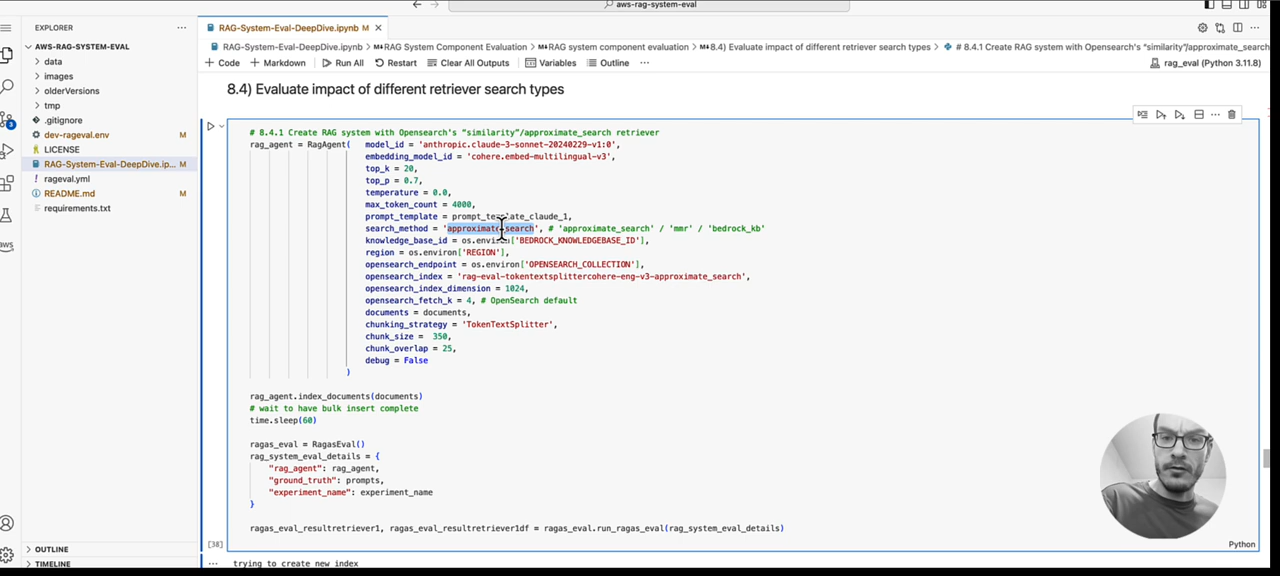 aws-rag-system-eval
EXPLORER
AWS-RAG-SYSTEM-EVAL
data
images
olderVersions
tmp
.gitignore
dev-rageval.env M
LICENSE
RAG-System-Eval-DeepDive.ip... M
rageval.yml
README.md M
requirements.txt
OUTLINE
TIMELINE
3
aws
RAG-System-Eval-DeepDive.ipynb M
RAG-System-Eval-DeepDive.ipynb > RAG System Component Evaluation > RAG system component evaluation > 8.4) Evaluate impact of different retriever search types > # 8.4.1 Create RAG system with Opensearch's "similarity"/approximate_search
+ Code + Markdown Run All Restart Clear All Outputs Variables Outline ... rag_eval (Python 3.11.8)
8.4) Evaluate impact of different retriever search types
# 8.4.1 Create RAG system with Opensearch's "similarity"/approximate_search retriever
rag_agent = RagAgent( model_id = 'anthropic.claude-3-sonnet-20240229-v1:0',
embedding_model_id = 'cohere.embed-multilingual-v3',
top_k = 20,
top_p = 0.7,
temperature = 0.0,
max_token_count = 4000,
prompt_template = prompt_template_claude_1,
search_method = 'approximate_search', # 'approximate_search' / 'mmr' / 'bedrock_kb'
knowledge_base_id = os.environ['BEDROCK_KNOWLEDGEBASE_ID'],
region = os.environ['REGION'],
opensearch_endpoint = os.environ['OPENSEARCH_COLLECTION'],
opensearch_index = 'rag-eval-tokentextsplittercohere-eng-v3-approximate_search',
opensearch_index_dimension = 1024,
opensearch_fetch_k = 4, # OpenSearch default
documents = documents,
chunking_strategy = 'TokenTextSplitter',
chunk_size = 350,
chunk_overlap = 25,
debug = False
)
rag_agent.index_documents(documents)
# wait to have bulk insert complete
time.sleep(60)
ragas_eval = RagasEval()
rag_system_eval_details = {
"rag_agent": rag_agent,
"ground_truth": prompts,
"experiment_name": experiment_name
}
ragas_eval_resultretriever1, ragas_eval_resultretriever1df = ragas_eval.run_ragas_eval(rag_system_eval_details)
[38] Python
... trying to create new index